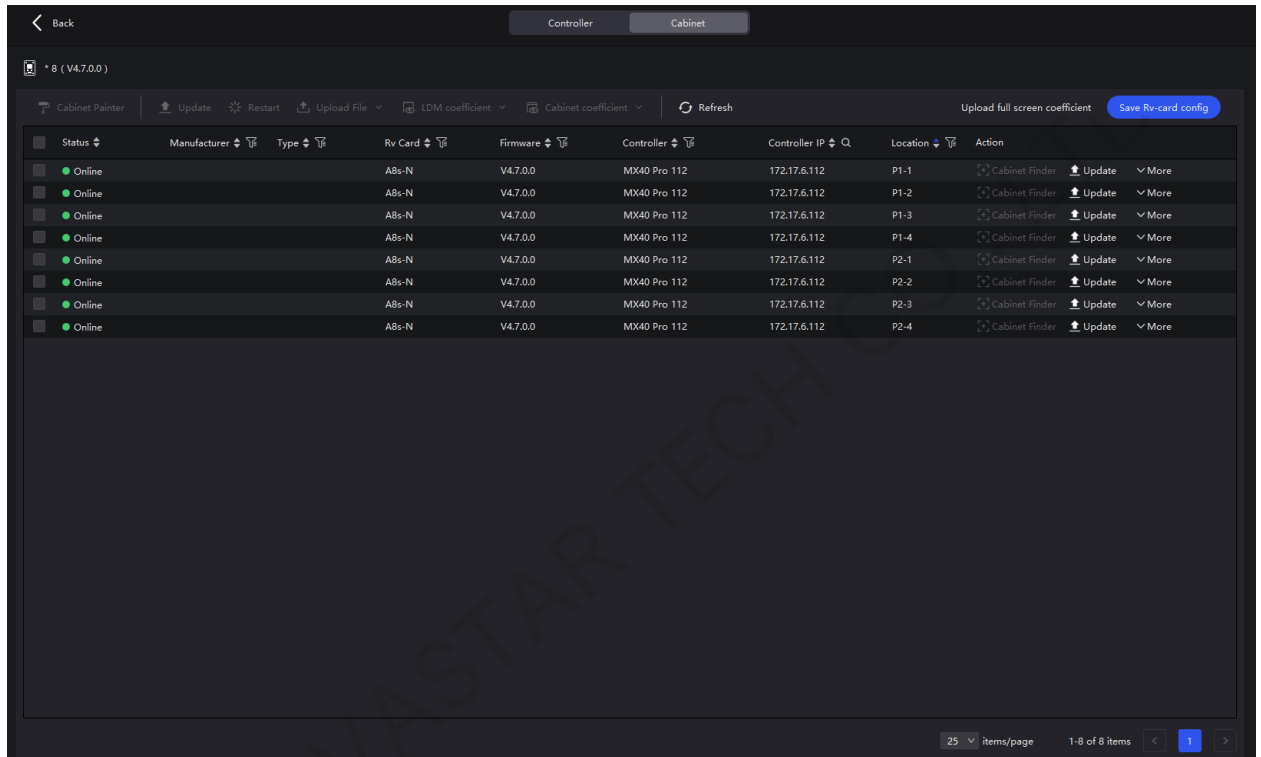 Back Controller Cabinet
* 8 ( V4.7.0.0 )
Cabinet Painter Update Restart Upload File LDM coefficient Cabinet coefficient Refresh Upload full screen coefficient Save Rv-card config
Status Manufacturer Type Rv Card Firmware Controller Controller IP Location Action
Online A8s-N V4.7.0.0 MX40 Pro 112 172.17.6.112 P1-1 Cabinet Finder Update More
Online A8s-N V4.7.0.0 MX40 Pro 112 172.17.6.112 P1-2 Cabinet Finder Update More
Online A8s-N V4.7.0.0 MX40 Pro 112 172.17.6.112 P1-3 Cabinet Finder Update More
Online A8s-N V4.7.0.0 MX40 Pro 112 172.17.6.112 P1-4 Cabinet Finder Update More
Online A8s-N V4.7.0.0 MX40 Pro 112 172.17.6.112 P2-1 Cabinet Finder Update More
Online A8s-N V4.7.0.0 MX40 Pro 112 172.17.6.112 P2-2 Cabinet Finder Update More
Online A8s-N V4.7.0.0 MX40 Pro 112 172.17.6.112 P2-3 Cabinet Finder Update More
Online A8s-N V4.7.0.0 MX40 Pro 112 172.17.6.112 P2-4 Cabinet Finder Update More
VASTAR TECH CO
25 items/page 1-8 of 8 items < 1 >